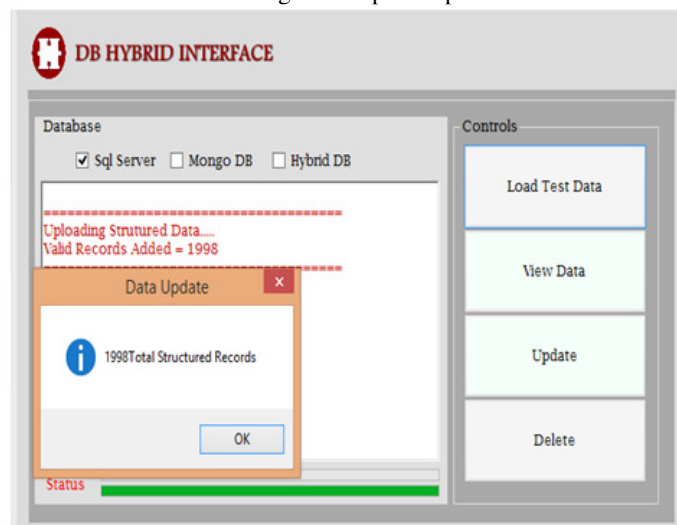 DB HYBRID INTERFACE
Database
Sql Server Mongo DB Hybrid DB
=======================================
Uploading Strutured Data.....
Valid Records Added = 1998
Data Update
1998Total Structured Records
OK
Status
Controls
Load Test Data
View Data
Update
Delete